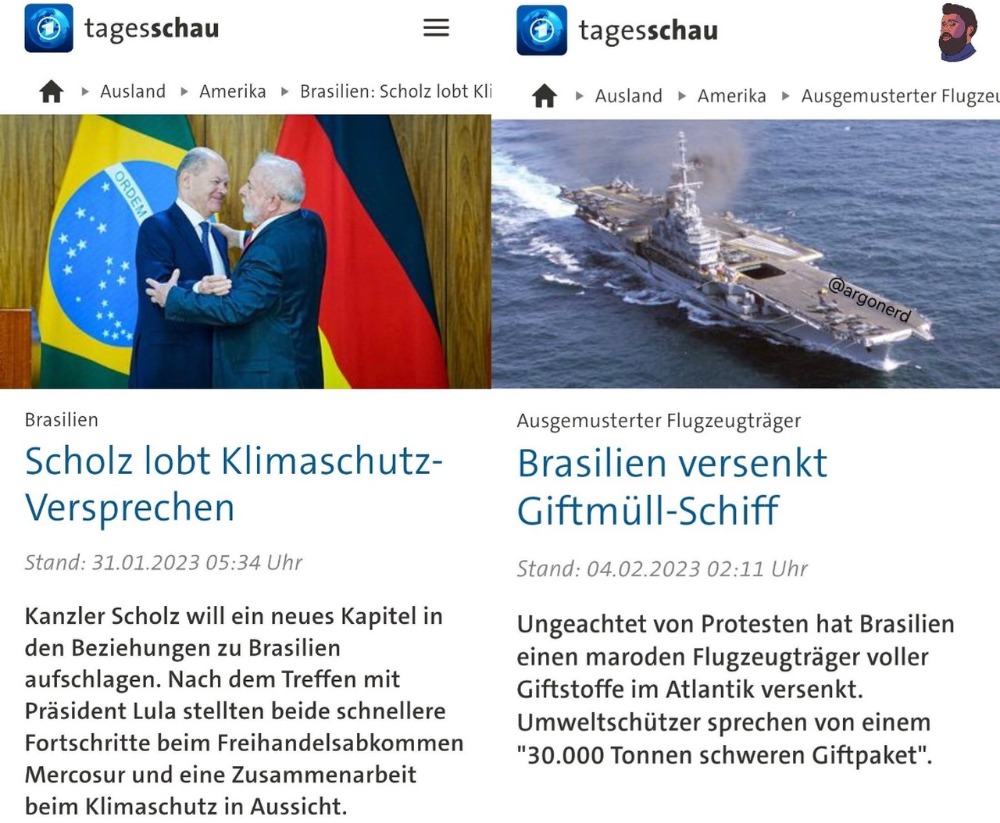 tagesschau
Ausland Amerika Brasilien: Scholz lobt Kli
ORDEM
Brasilien
Scholz lobt Klimaschutz-
Versprechen
Stand: 31.01.2023 05:34 Uhr
Kanzler Scholz will ein neues Kapitel in
den Beziehungen zu Brasilien
aufschlagen. Nach dem Treffen mit
Präsident Lula stellten beide schnellere
Fortschritte beim Freihandelsabkommen
Mercosur und eine Zusammenarbeit
beim Klimaschutz in Aussicht.
tagesschau
Ausland Amerika Ausgemusterter Flugzeu
@argonerd
Ausgemusterter Flugzeugträger
Brasilien versenkt
Giftmüll-Schiff
Stand: 04.02.2023 02:11 Uhr
Ungeachtet von Protesten hat Brasilien
einen maroden Flugzeugträger voller
Giftstoffe im Atlantik versenkt.
Umweltschützer sprechen von einem
"30.000 Tonnen schweren Giftpaket".